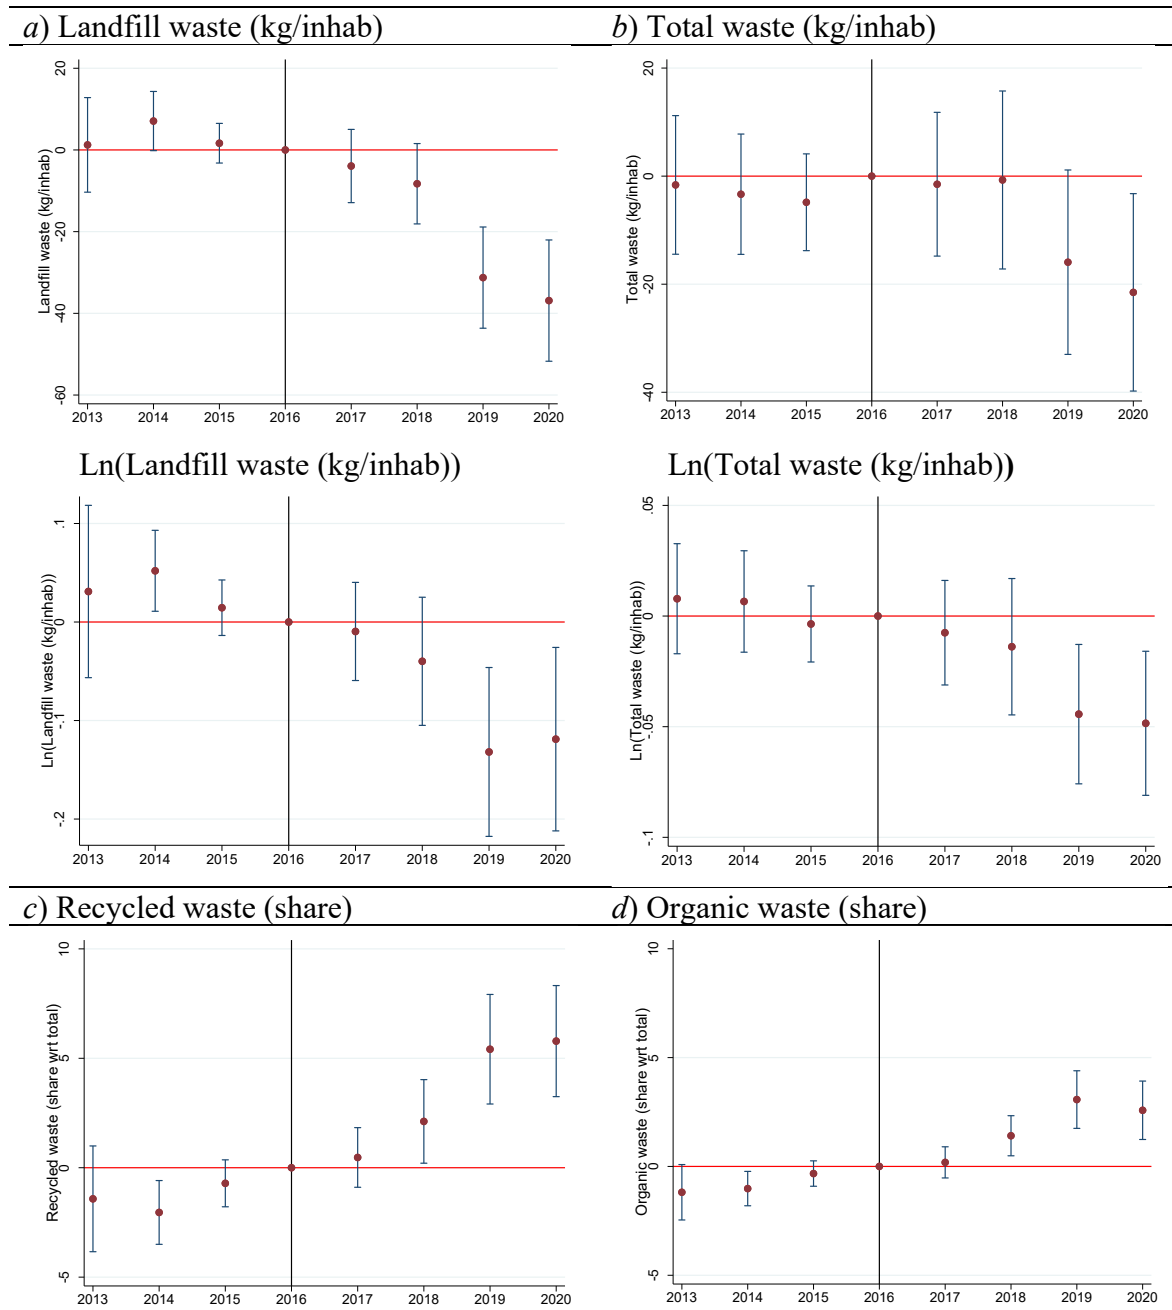 a) Landfill waste (kg/inhab)
b) Total waste (kg/inhab)
Landfill waste (kg/inhab)
20
0
-20
-40
-60
2013 2014 2015 2016 2017 2018 2019 2020
Total waste (kg/inhab)
20
0
-20
-40
2013 2014 2015 2016 2017 2018 2019 2020
Ln(Landfill waste (kg/inhab))
Ln(Total waste (kg/inhab))
Ln(Landfill waste (kg/inhab))
.1
0
-.1
-.2
2013 2014 2015 2016 2017 2018 2019 2020
Ln(Total waste (kg/inhab))
.05
0
-.05
-.1
2013 2014 2015 2016 2017 2018 2019 2020
c) Recycled waste (share)
d) Organic waste (share)
Recycled waste (share wrt total)
10
5
0
-5
2013 2014 2015 2016 2017 2018 2019 2020
Organic waste (share wrt total)
10
5
0
-5
2013 2014 2015 2016 2017 2018 2019 2020